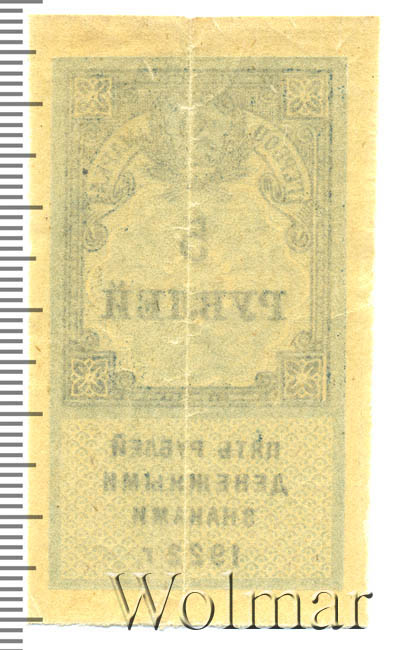 5
РУБЛЕЙ
ПЯТЬ РУБЛЕЙ
ДЕНЕЖНЫМИ
ЗНАКАМИ
1922 г.
Wolmar